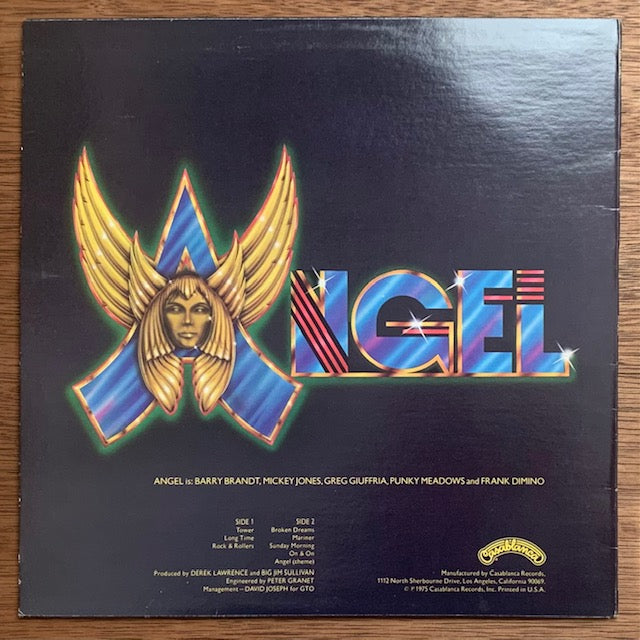 ANGEL
ANGEL is: BARRY BRANDT, MICKEY JONES, GREG GIUFFRIA, PUNKY MEADOWS and FRANK DIMINO
SIDE 1
Tower
Long Time
Rock & Rollers
SIDE 2
Broken Dreams
Mariner
Sunday Morning
On & On
Angel (theme)
Produced by DEREK LAWRENCE and BIG JIM SULLIVAN
Engineered by PETER GRANET
Management – DAVID JOSEPH for GTO
Casablanca
Manufactured by Casablanca Records,
1112 North Sherbourne Drive, Los Angeles, California 90069.
© ℗ 1975 Casablanca Records, Inc. Printed in U.S.A.